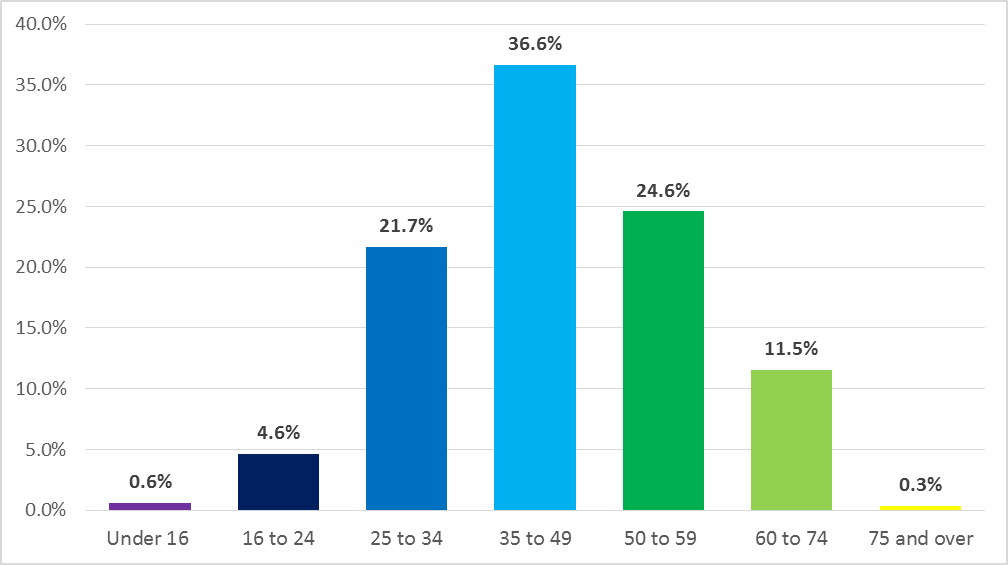 40.0%
35.0%
30.0%
25.0%
20.0%
15.0%
10.0%
5.0%
0.0%
0.6%
4.6%
21.7%
36.6%
24.6%
11.5%
0.3%
Under 16
16 to 24
25 to 34
35 to 49
50 to 59
60 to 74
75 and over